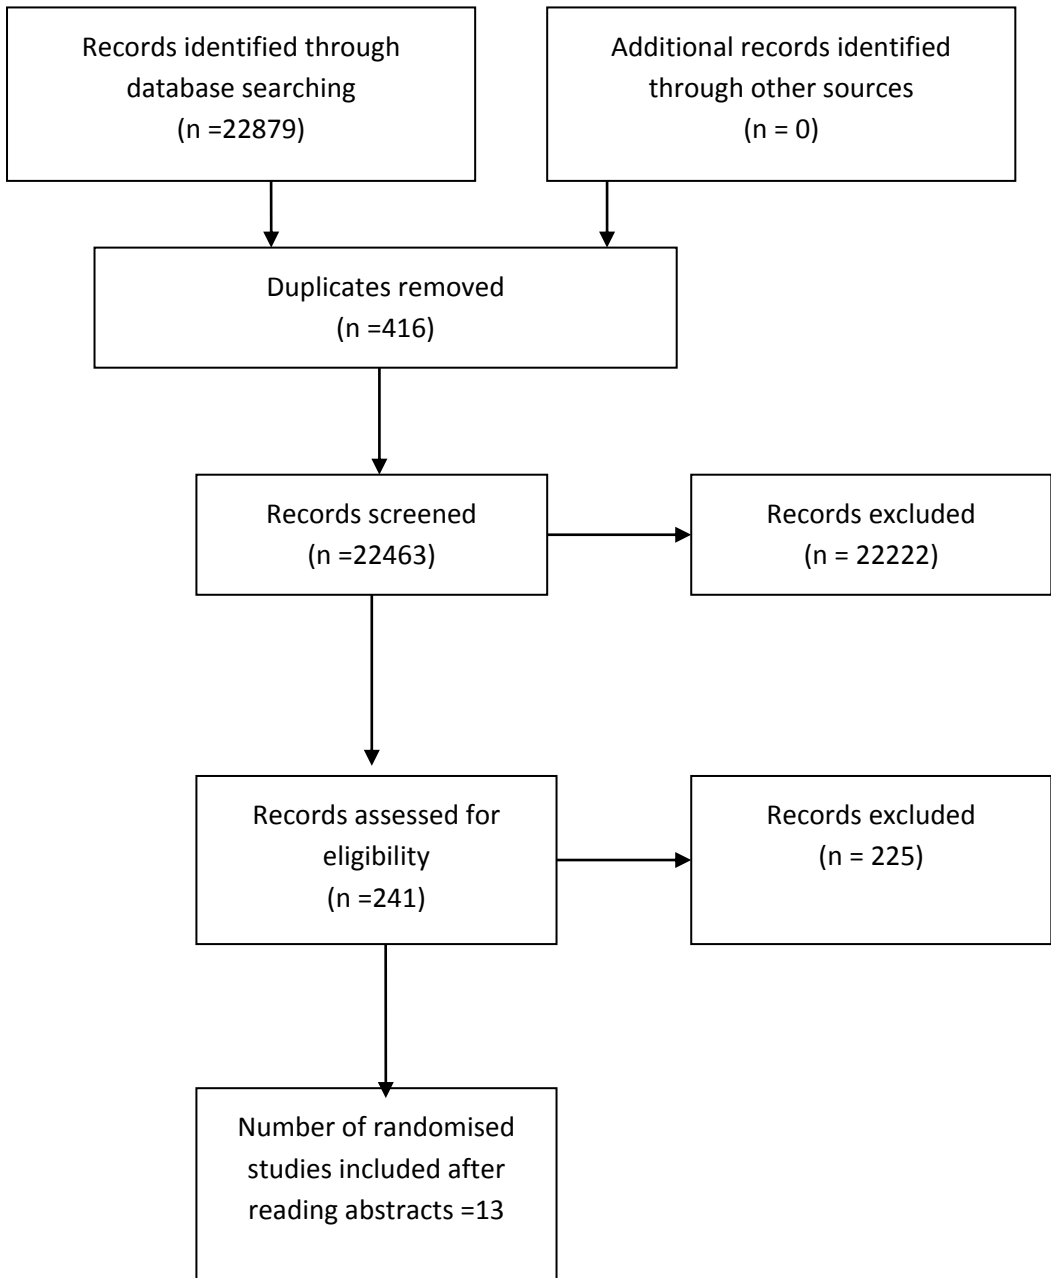 Records identified through
database searching
(n =22879)
Additional records identified
through other sources
(n = 0)
Duplicates removed
(n =416)
Records screened
(n =22463)
Records excluded
(n = 22222)
Records assessed for
eligibility
(n =241)
Records excluded
(n = 225)
Number of randomised
studies included after
reading abstracts =13